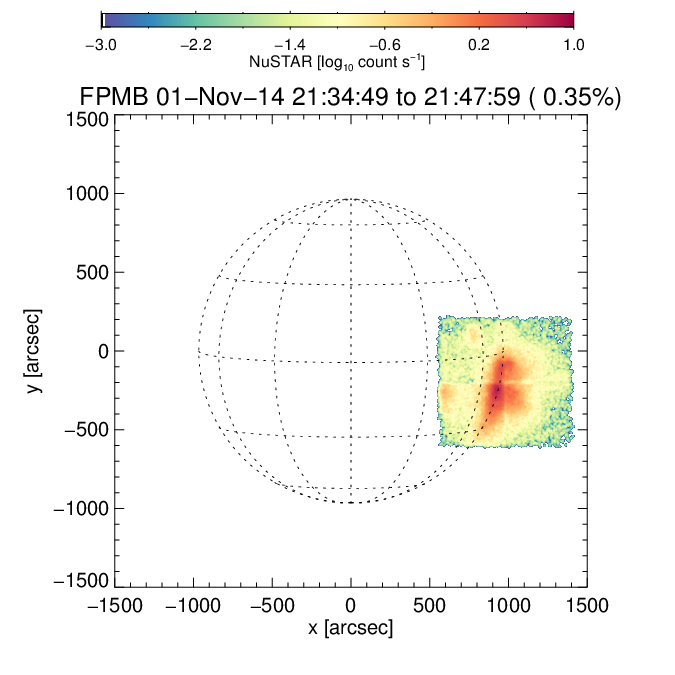 −3.0 −2.2 −1.4 −0.6 0.2 1.0
NuSTAR [log₁₀ count s⁻¹]
FPMB 01−Nov−14 21:34:49 to 21:47:59 ( 0.35%)
1500
1000
500
0
−500
−1000
−1500
y [arcsec]
−1500 −1000 −500 0 500 1000 1500
x [arcsec]